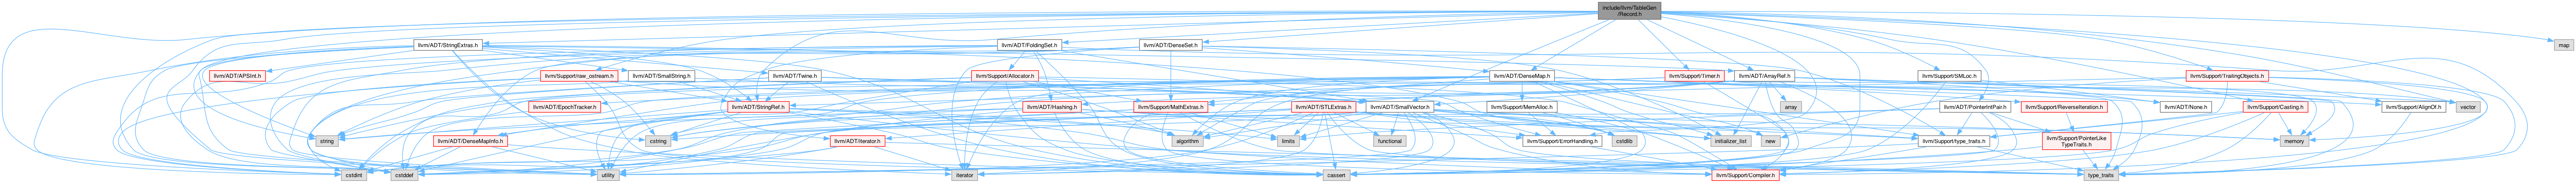 include/llvm/TableGen
/Record.h
map
llvm/ADT/StringExtras.h
llvm/ADT/FoldingSet.h
llvm/ADT/DenseSet.h
llvm/ADT/APSInt.h
llvm/Support/raw_ostream.h
llvm/ADT/SmallString.h
llvm/ADT/Twine.h
llvm/Support/Allocator.h
llvm/ADT/DenseMap.h
llvm/Support/Timer.h
llvm/ADT/ArrayRef.h
llvm/Support/SMLoc.h
llvm/Support/TrailingObjects.h
llvm/ADT/EpochTracker.h
llvm/ADT/StringRef.h
llvm/ADT/Hashing.h
llvm/Support/MathExtras.h
llvm/ADT/STLExtras.h
llvm/ADT/SmallVector.h
llvm/Support/MemAlloc.h
array
llvm/ADT/PointerIntPair.h
llvm/Support/ReverseIteration.h
llvm/ADT/None.h
llvm/Support/Casting.h
llvm/Support/AlignOf.h
vector
string
llvm/ADT/DenseMapInfo.h
cstring
llvm/ADT/iterator.h
algorithm
limits
functional
llvm/Support/ErrorHandling.h
cstdlib
initializer_list
new
llvm/Support/type_traits.h
llvm/Support/PointerLike
TypeTraits.h
memory
cstdint
cstddef
utility
iterator
cassert
llvm/Support/Compiler.h
type_traits